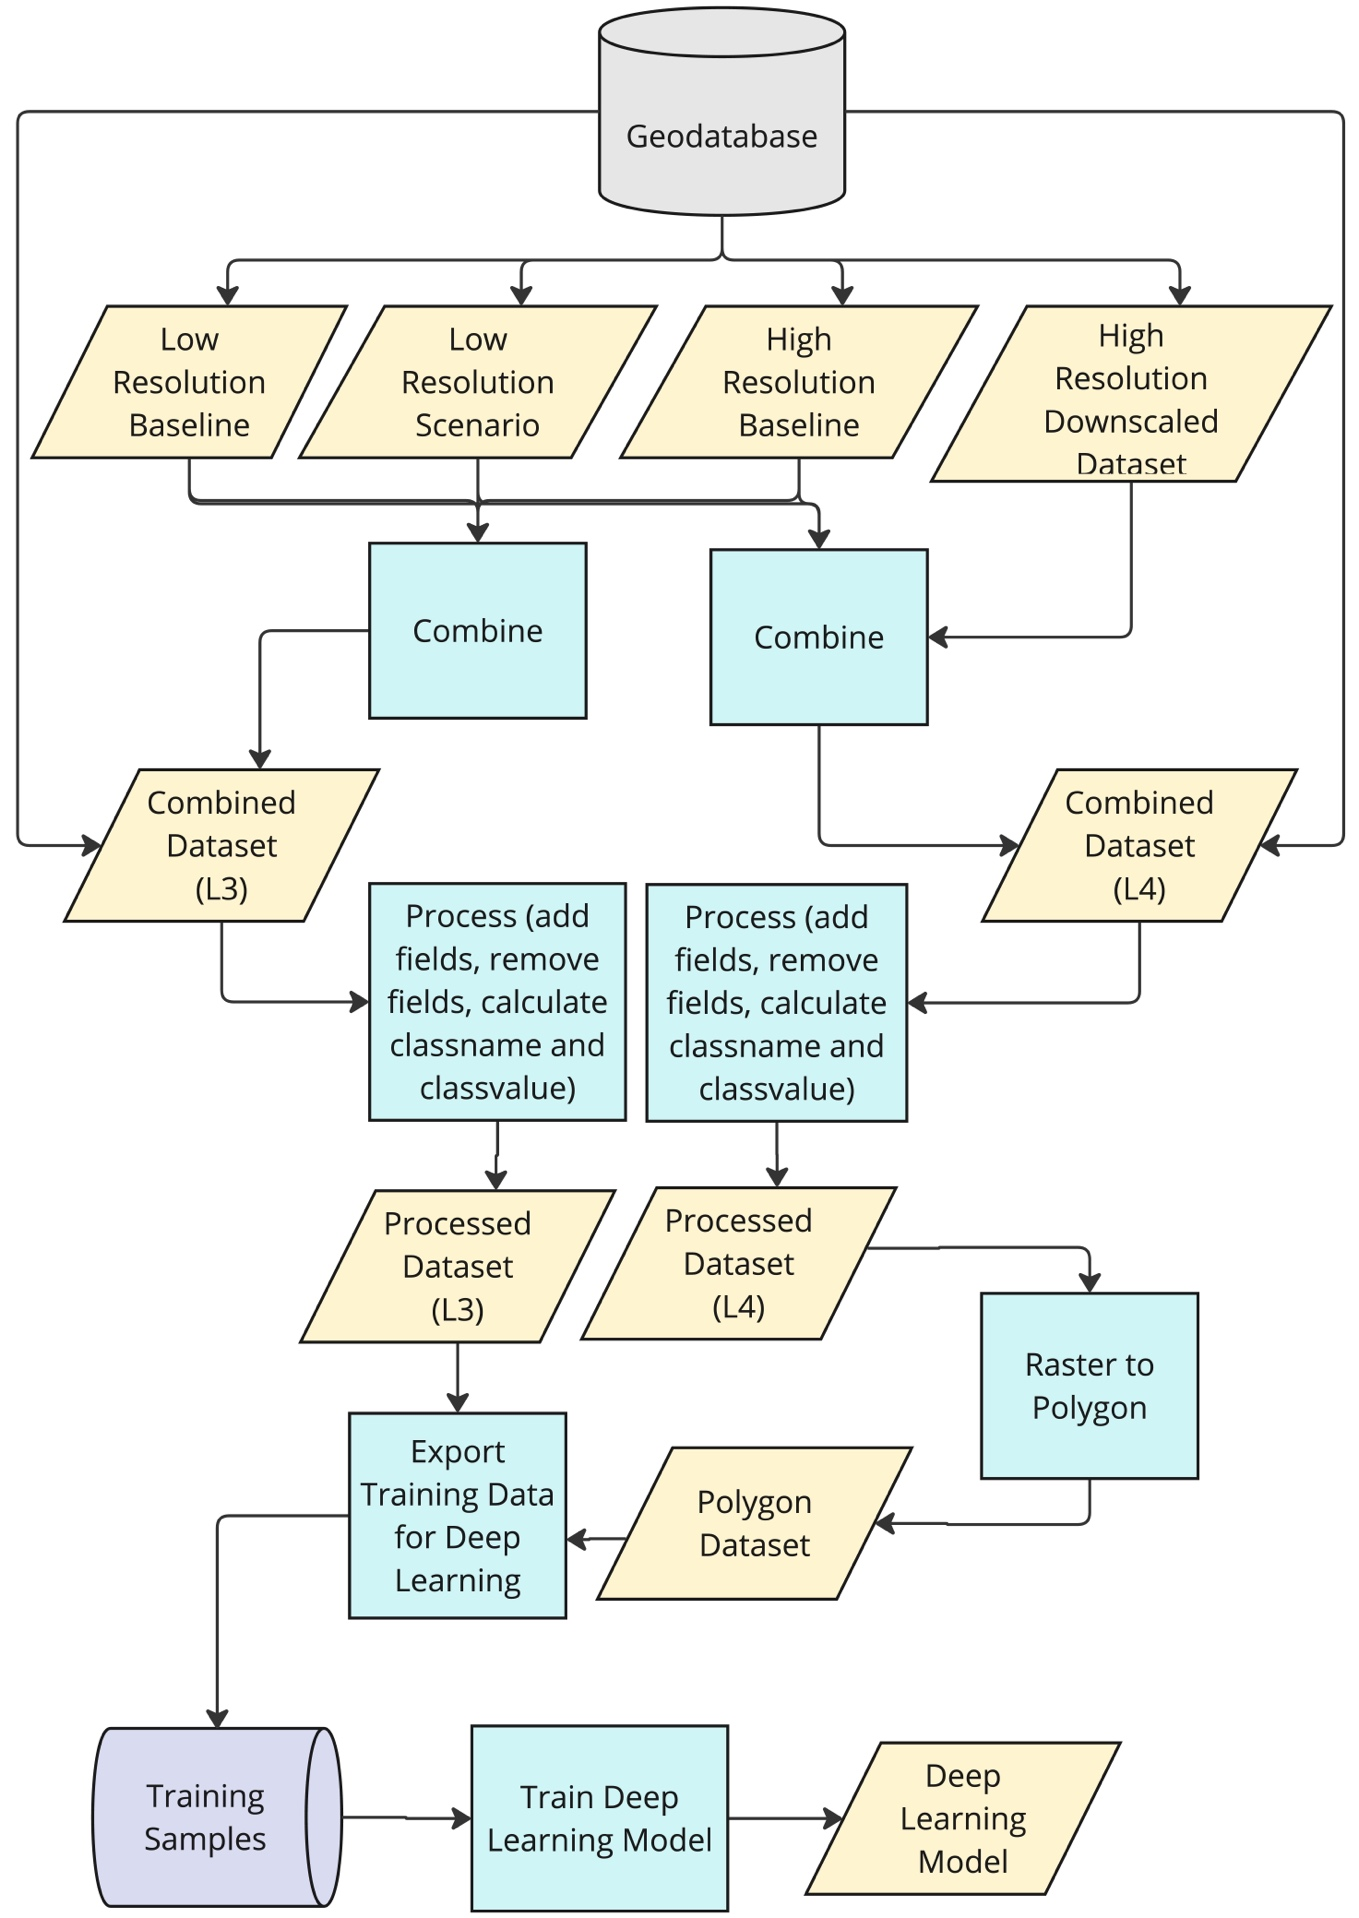 Geodatabase
Low
Resolution
Baseline
Low
Resolution
Scenario
High
Resolution
Baseline
High
Resolution
Downscaled
Dataset
Combine
Combine
Combined
Dataset
(L3)
Combined
Dataset
(L4)
Process (add
fields, remove
fields, calculate
classname and
classvalue)
Process (add
fields, remove
fields, calculate
classname and
classvalue)
Processed
Dataset
(L3)
Processed
Dataset
(L4)
Raster to
Polygon
Export
Training Data
for Deep
Learning
Polygon
Dataset
Training
Samples
Train Deep
Learning Model
Deep
Learning
Model